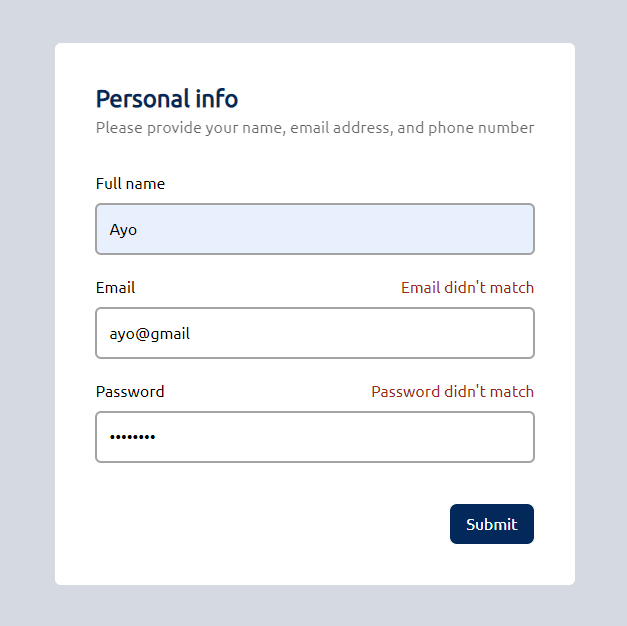 Personal info
Please provide your name, email address, and phone number
Full name
Ayo
Email Email didn't match
ayo@gmail
Password Password didn't match
••••••••
Submit